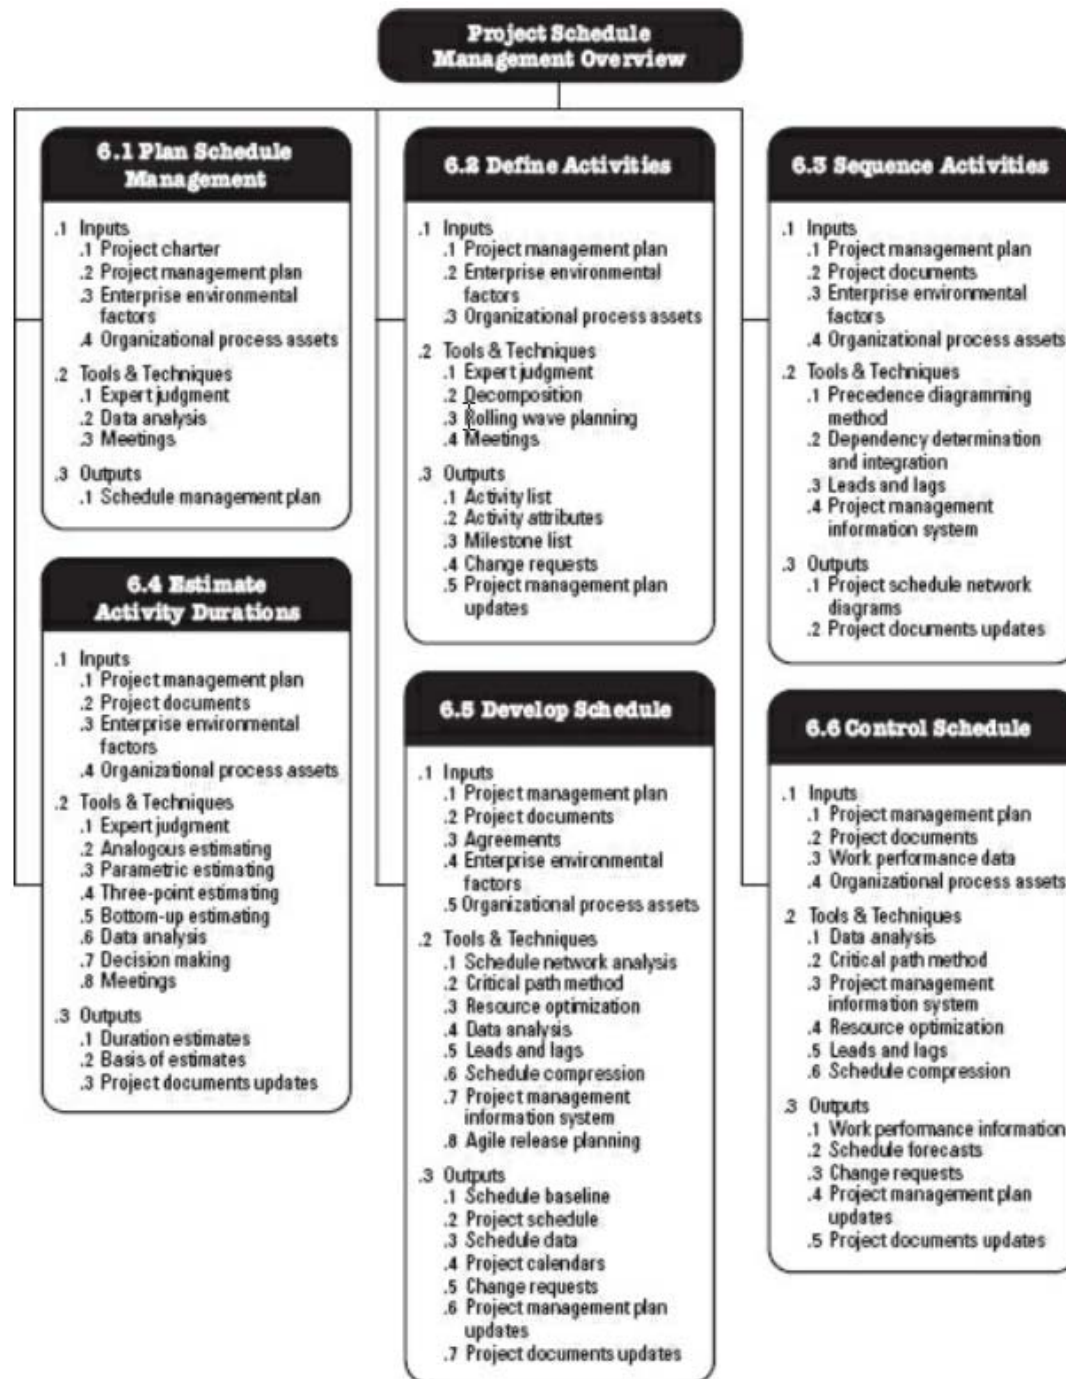 Project Schedule
Management Overview
6.1 Plan Schedule
Management
.1 Inputs
.1 Project charter
.2 Project management plan
.3 Enterprise environmental
factors
.4 Organizational process assets
.2 Tools & Techniques
.1 Expert judgment
.2 Data analysis
.3 Meetings
.3 Outputs
.1 Schedule management plan
6.2 Define Activities
.1 Inputs
.1 Project management plan
.2 Enterprise environmental
factors
.3 Organizational process assets
.2 Tools & Techniques
.1 Expert judgment
.2 Decomposition
.3 Rolling wave planning
.4 Meetings
.3 Outputs
.1 Activity list
.2 Activity attributes
.3 Milestone list
.4 Change requests
.5 Project management plan
updates
6.3 Sequence Activities
.1 Inputs
.1 Project management plan
.2 Project documents
.3 Enterprise environmental
factors
.4 Organizational process assets
.2 Tools & Techniques
.1 Precedence diagramming
method
.2 Dependency determination
and integration
.3 Leads and lags
.4 Project management
information system
.3 Outputs
.1 Project schedule network
diagrams
.2 Project documents updates
6.4 Estimate
Activity Durations
.1 Inputs
.1 Project management plan
.2 Project documents
.3 Enterprise environmental
factors
.4 Organizational process assets
.2 Tools & Techniques
.1 Expert judgment
.2 Analogous estimating
.3 Parametric estimating
.4 Three-point estimating
.5 Bottom-up estimating
.6 Data analysis
.7 Decision making
.8 Meetings
.3 Outputs
.1 Duration estimates
.2 Basis of estimates
.3 Project documents updates
6.5 Develop Schedule
.1 Inputs
.1 Project management plan
.2 Project documents
.3 Agreements
.4 Enterprise environmental
factors
.5 Organizational process assets
.2 Tools & Techniques
.1 Schedule network analysis
.2 Critical path method
.3 Resource optimization
.4 Data analysis
.5 Leads and lags
.6 Schedule compression
.7 Project management
information system
.8 Agile release planning
.3 Outputs
.1 Schedule baseline
.2 Project schedule
.3 Schedule data
.4 Project calendars
.5 Change requests
.6 Project management plan
updates
.7 Project documents updates
6.6 Control Schedule
.1 Inputs
.1 Project management plan
.2 Project documents
.3 Work performance data
.4 Organizational process assets
.2 Tools & Techniques
.1 Data analysis
.2 Critical path method
.3 Project management
information system
.4 Resource optimization
.5 Leads and lags
.6 Schedule compression
.3 Outputs
.1 Work performance information
.2 Schedule forecasts
.3 Change requests
.4 Project management plan
updates
.5 Project documents updates